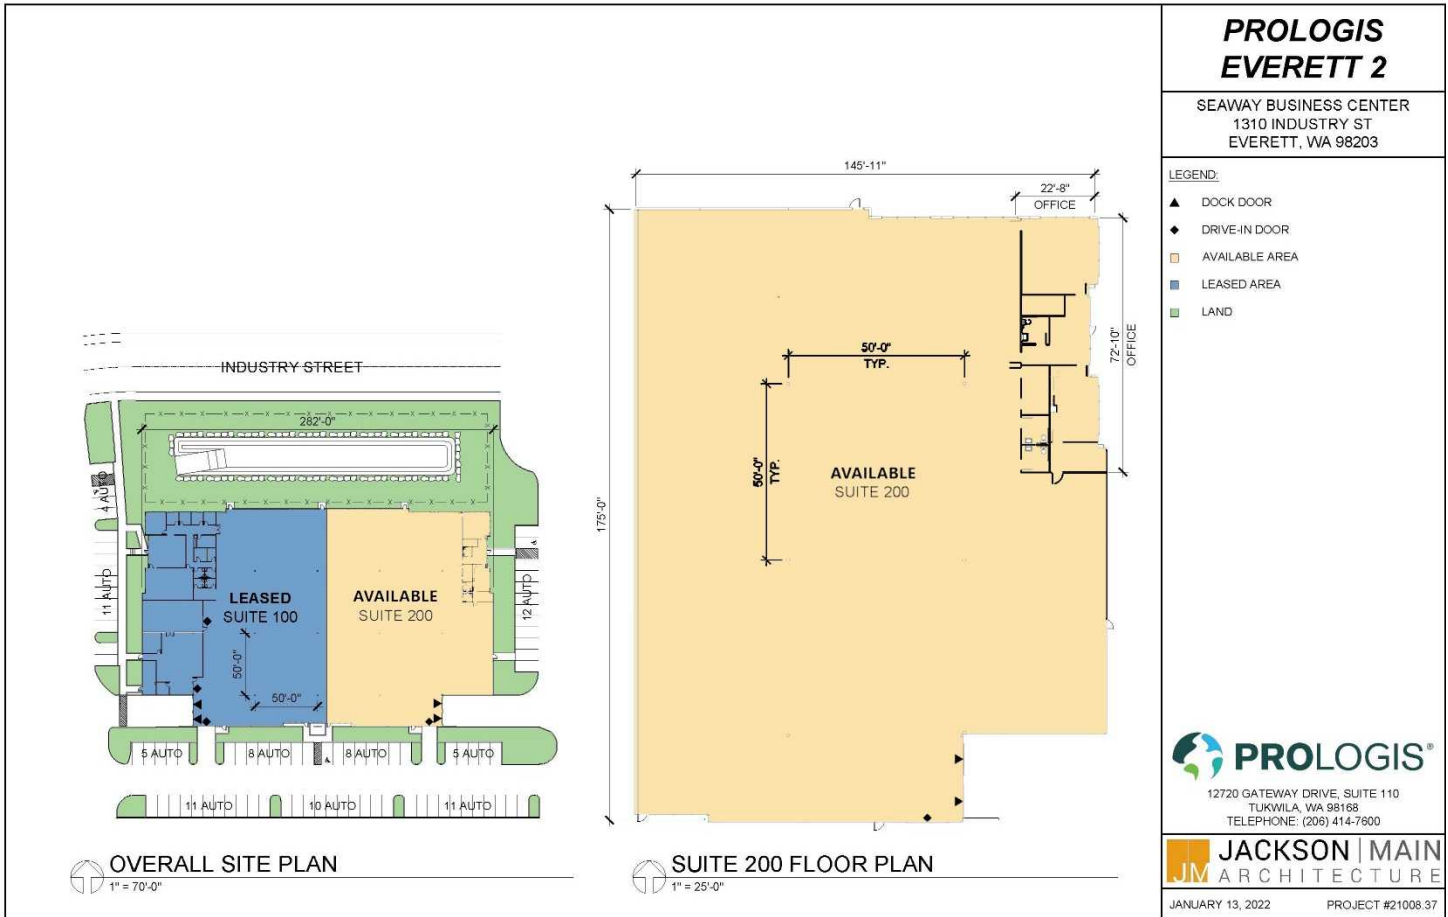 PROLOGIS
EVERETT 2
SEAWAY BUSINESS CENTER
1310 INDUSTRY ST
EVERETT, WA 98203
LEGEND:
DOCK DOOR
DRIVE-IN DOOR
AVAILABLE AREA
LEASED AREA
LAND
145'-11"
22'-8"
OFFICE
72'-10"
OFFICE
50'-0"
TYP.
50'-0"
TYP.
175'-0"
AVAILABLE
SUITE 200
INDUSTRY STREET
282'-0"
4 AUTO
11 AUTO
12 AUTO
LEASED
SUITE 100
AVAILABLE
SUITE 200
50'-0"
50'-0"
5 AUTO
8 AUTO
8 AUTO
5 AUTO
11 AUTO
10 AUTO
11 AUTO
OVERALL SITE PLAN
1" = 70'-0"
SUITE 200 FLOOR PLAN
1" = 25'-0"
PROLOGIS®
12720 GATEWAY DRIVE, SUITE 110
TUKWILA, WA 98168
TELEPHONE: (206) 414-7600
JM
JACKSON | MAIN
ARCHITECTURE
JANUARY 13, 2022
PROJECT #21008.37